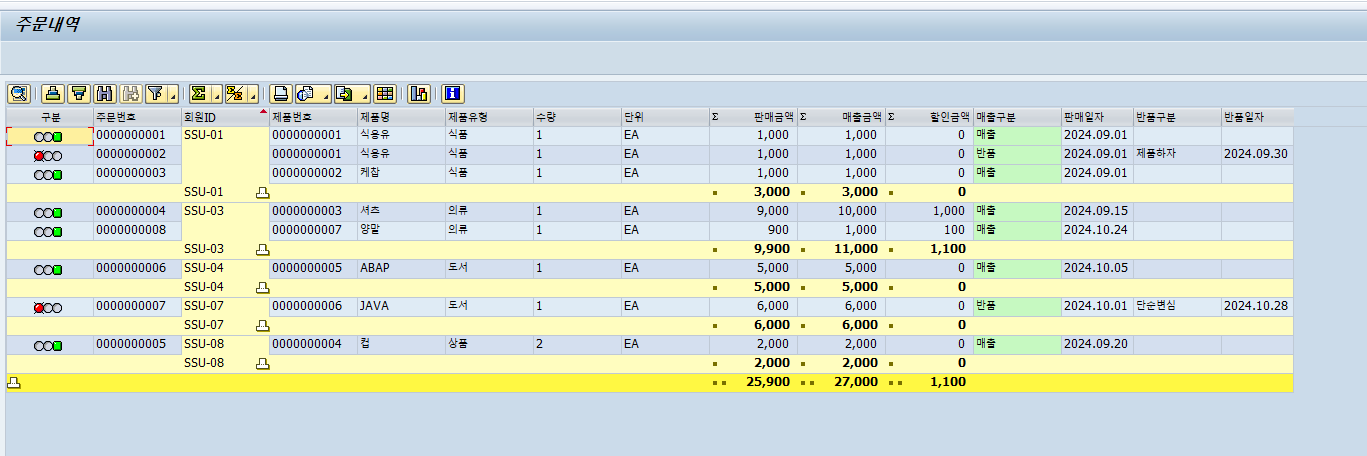 주문내역
구분 주문번호 회원ID 제품번호 제품명 제품유형 수량 단위 Σ 판매금액 Σ 매출금액 Σ 할인금액 매출구분 판매일자 반품구분 반품일자
0000000001 SSU-01 0000000001 식용유 식품 1 EA 1,000 1,000 0 매출 2024.09.01
0000000002 0000000001 식용유 식품 1 EA 1,000 1,000 0 반품 2024.09.01 제품하자 2024.09.30
0000000003 0000000002 케찹 식품 1 EA 1,000 1,000 0 매출 2024.09.01
SSU-01 3,000 3,000 0
0000000004 SSU-03 0000000003 셔츠 의류 1 EA 9,000 10,000 1,000 매출 2024.09.15
0000000008 0000000007 양말 의류 1 EA 900 1,000 100 매출 2024.10.24
SSU-03 9,900 11,000 1,100
0000000006 SSU-04 0000000005 ABAP 도서 1 EA 5,000 5,000 0 매출 2024.10.05
SSU-04 5,000 5,000 0
0000000007 SSU-07 0000000006 JAVA 도서 1 EA 6,000 6,000 0 반품 2024.10.01 단순변심 2024.10.28
SSU-07 6,000 6,000 0
0000000005 SSU-08 0000000004 컵 상품 2 EA 2,000 2,000 0 매출 2024.09.20
SSU-08 2,000 2,000 0
25,900 27,000 1,100